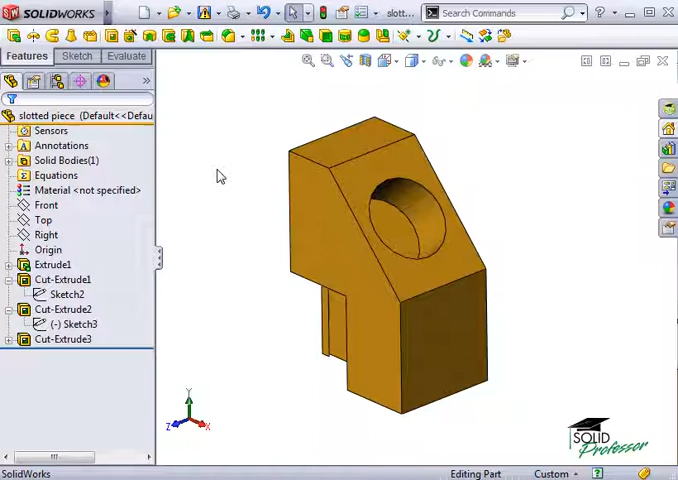 SOLIDWORKS
slott...
Search Commands
Features
Sketch
Evaluate
slotted piece (Default<<Defau
Sensors
Annotations
Solid Bodies(1)
Equations
Material <not specified>
Front
Top
Right
Origin
Extrude1
Cut-Extrude1
Sketch2
Cut-Extrude2
(-) Sketch3
Cut-Extrude3
Y
Z
X
SOLID
Professor
SolidWorks
Editing Part
Custom